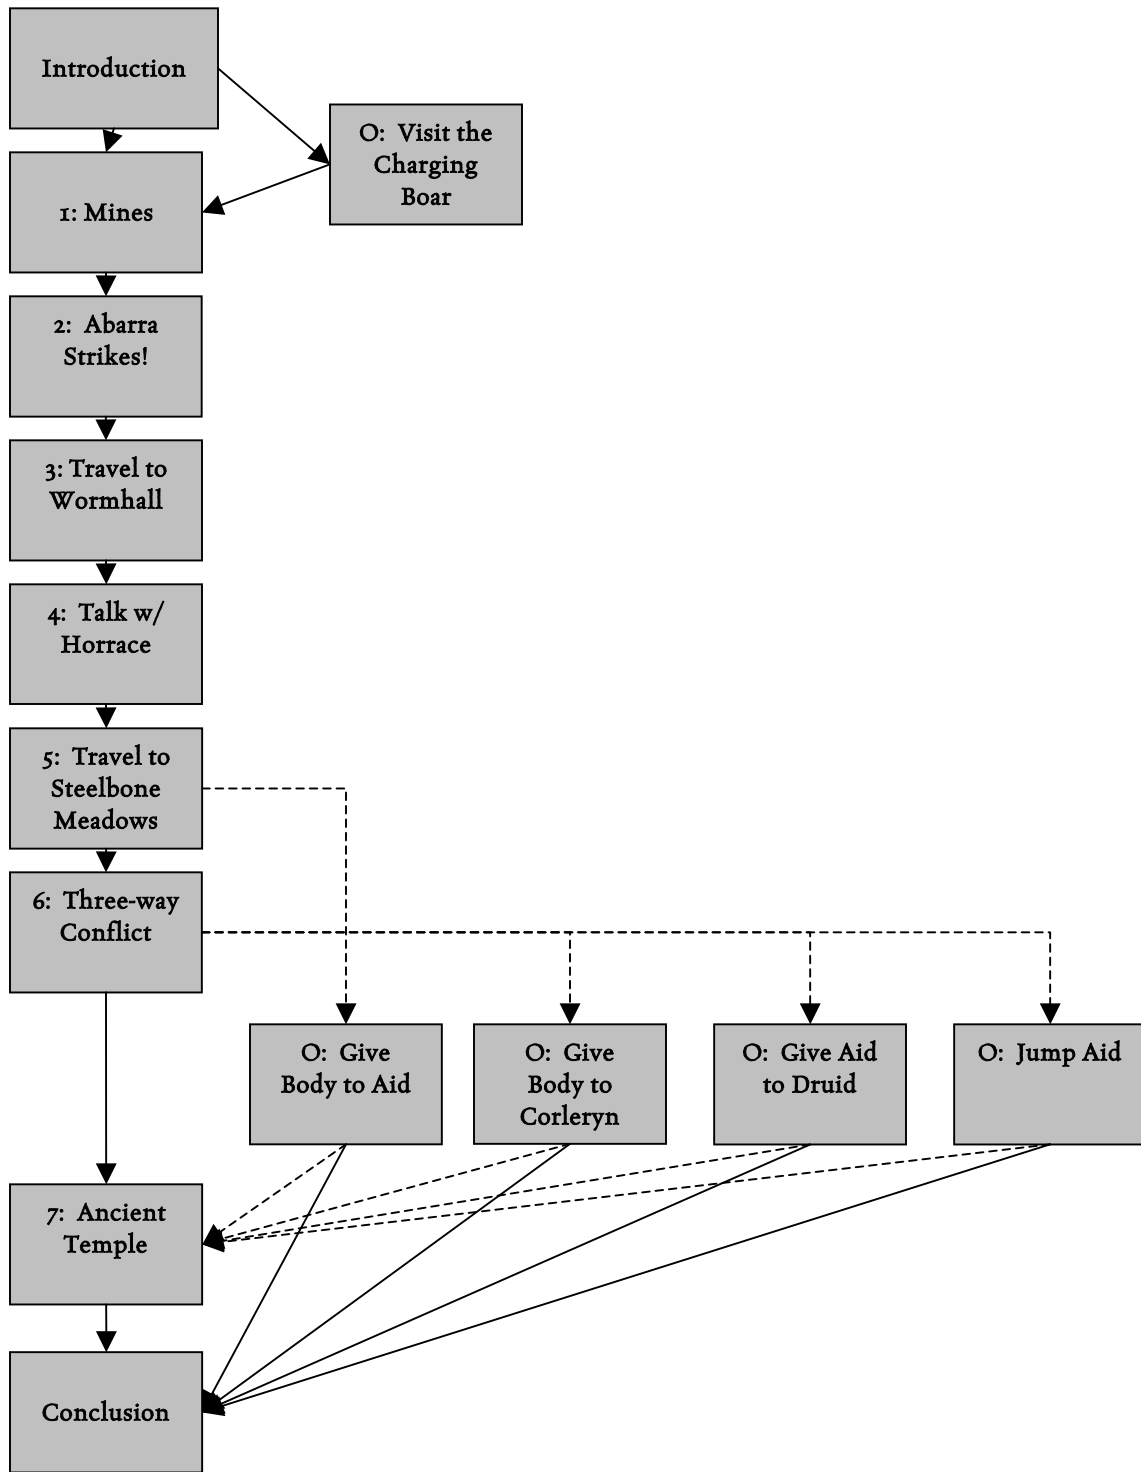 Introduction
O:  Visit the
Charging
Boar
1: Mines
2:  Abarra
Strikes!
3: Travel to
Wormhall
4:  Talk w/
Horrace
5:  Travel to
Steelbone
Meadows
6:  Three-way
Conflict
O:  Give
Body to Aid
O:  Give
Body to
Corleryn
O:  Give Aid
to Druid
O:  Jump Aid
7:  Ancient
Temple
Conclusion